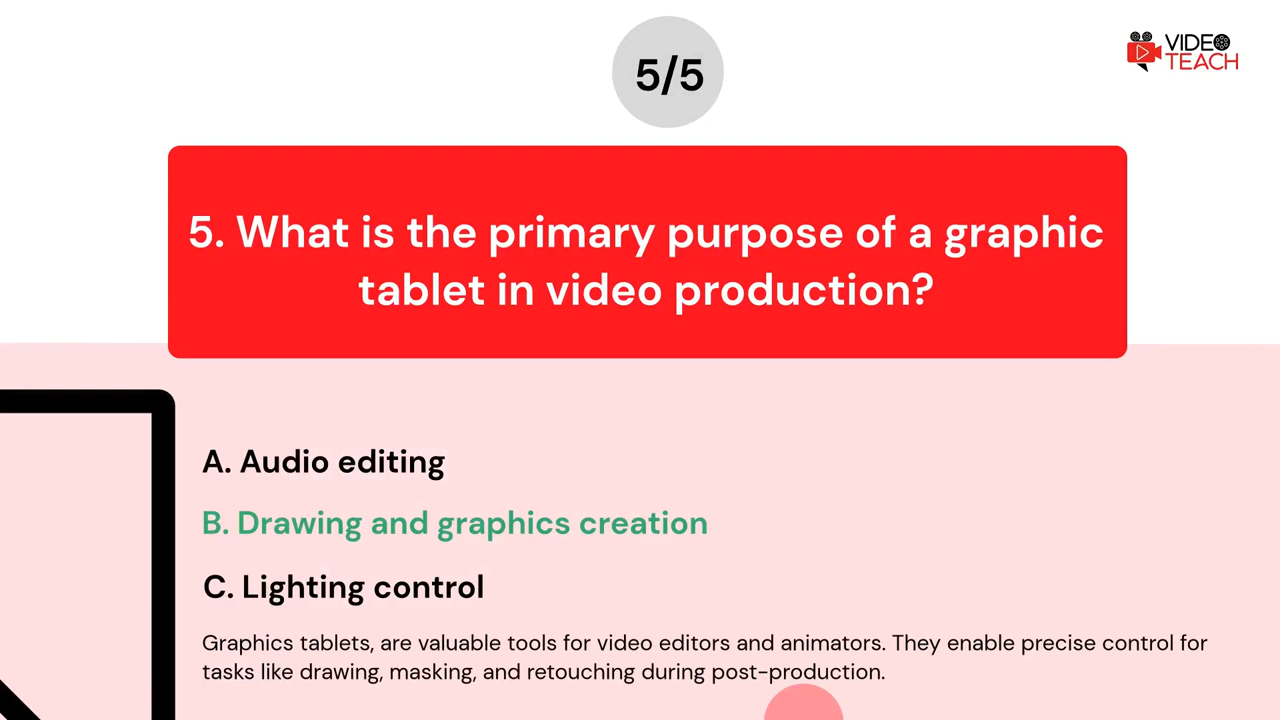 5/5
VIDEO
TEACH
5. What is the primary purpose of a graphic
tablet in video production?
A. Audio editing
B. Drawing and graphics creation
C. Lighting control
Graphics tablets, are valuable tools for video editors and animators. They enable precise control for
tasks like drawing, masking, and retouching during post-production.